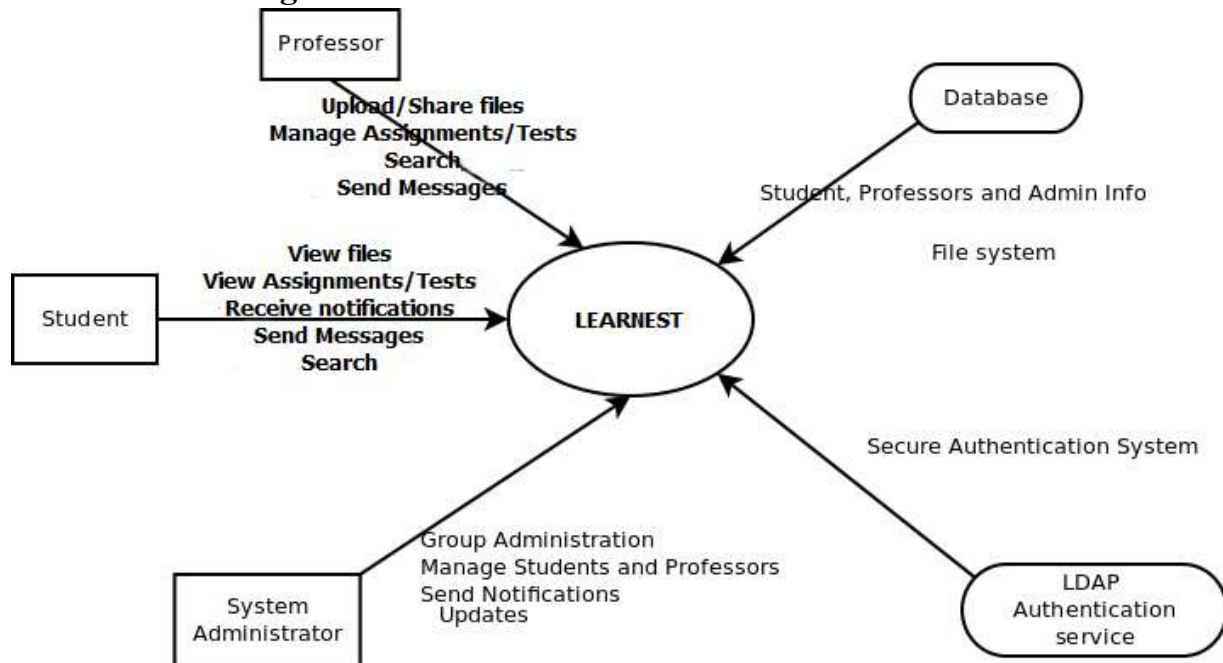 Professor
Upload/Share files
Manage Assignments/Tests
Search
Send Messages
Database
Student, Professors and Admin Info
File system
View files
View Assignments/Tests
Receive notifications
Send Messages
Search
Student
LEARNEST
Secure Authentication System
Group Administration
Manage Students and Professors
Send Notifications
Updates
System
Administrator
LDAP
Authentication
service